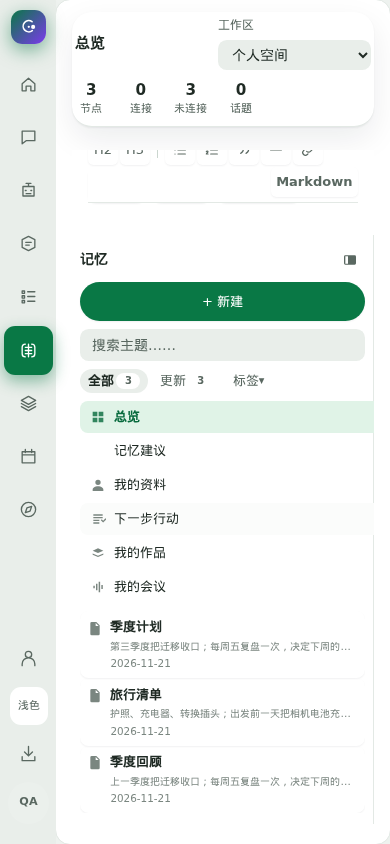 总览
工作区
个人空间
3
0
3
0
节点
连接
未连接
话题
H2 H3
Markdown
记忆
+ 新建
搜索主题......
全部 3 更新 3 标签▾
总览
记忆建议
我的资料
下一步行动
我的作品
我的会议
季度计划
第三季度把迁移收口；每周五复盘一次，决定下周的...
2026-11-21
旅行清单
护照、充电器、转换插头；出发前一天把相机电池充...
2026-11-21
季度回顾
上一季度把迁移收口；每周五复盘一次，决定下周的...
2026-11-21
浅色
QA